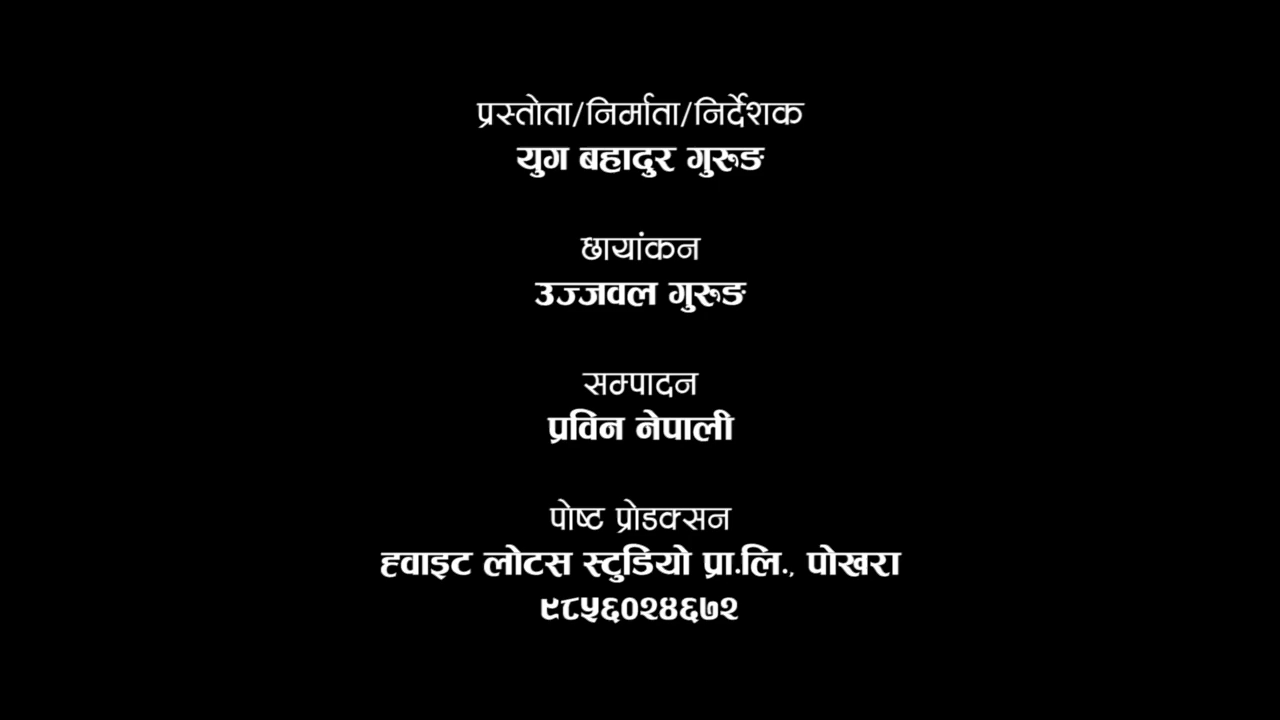 प्रस्तोता/निर्माता/निर्देशक
युग बहादुर गुरुङ
छायांकन
उज्जवल गुरुङ
सम्पादन
प्रविन नेपाली
पोष्ट प्रोडक्सन
ह्वाइट लोटस स्टुडियो प्रा.लि., पोखरा
९८५६०२४६७२